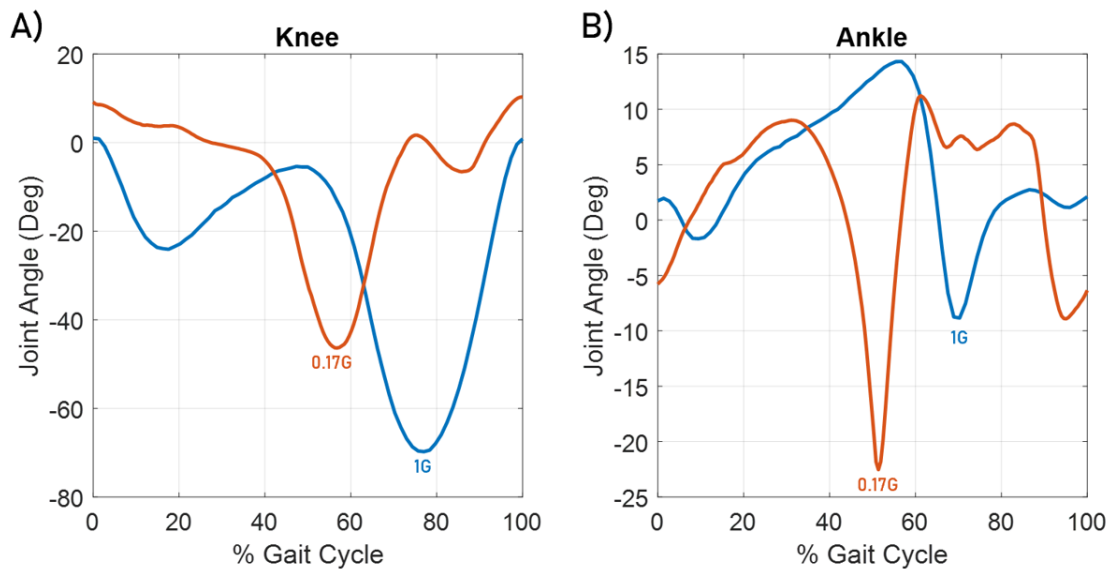 A)
Knee
20
0
-20
-40
-60
-80
0 20 40 60 80 100
Joint Angle (Deg)
% Gait Cycle
0.17G
1G
B)
Ankle
15
10
5
0
-5
-10
-15
-20
-25
0 20 40 60 80 100
Joint Angle (Deg)
% Gait Cycle
1G
0.17G